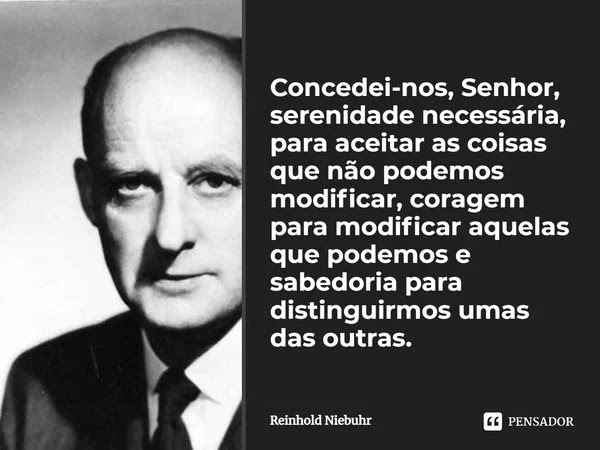 Concedei-nos, Senhor,
serenidade necessária,
para aceitar as coisas
que não podemos
modificar, coragem
para modificar aquelas
que podemos e
sabedoria para
distinguirmos umas
das outras.
Reinhold Niebuhr
PENSADOR